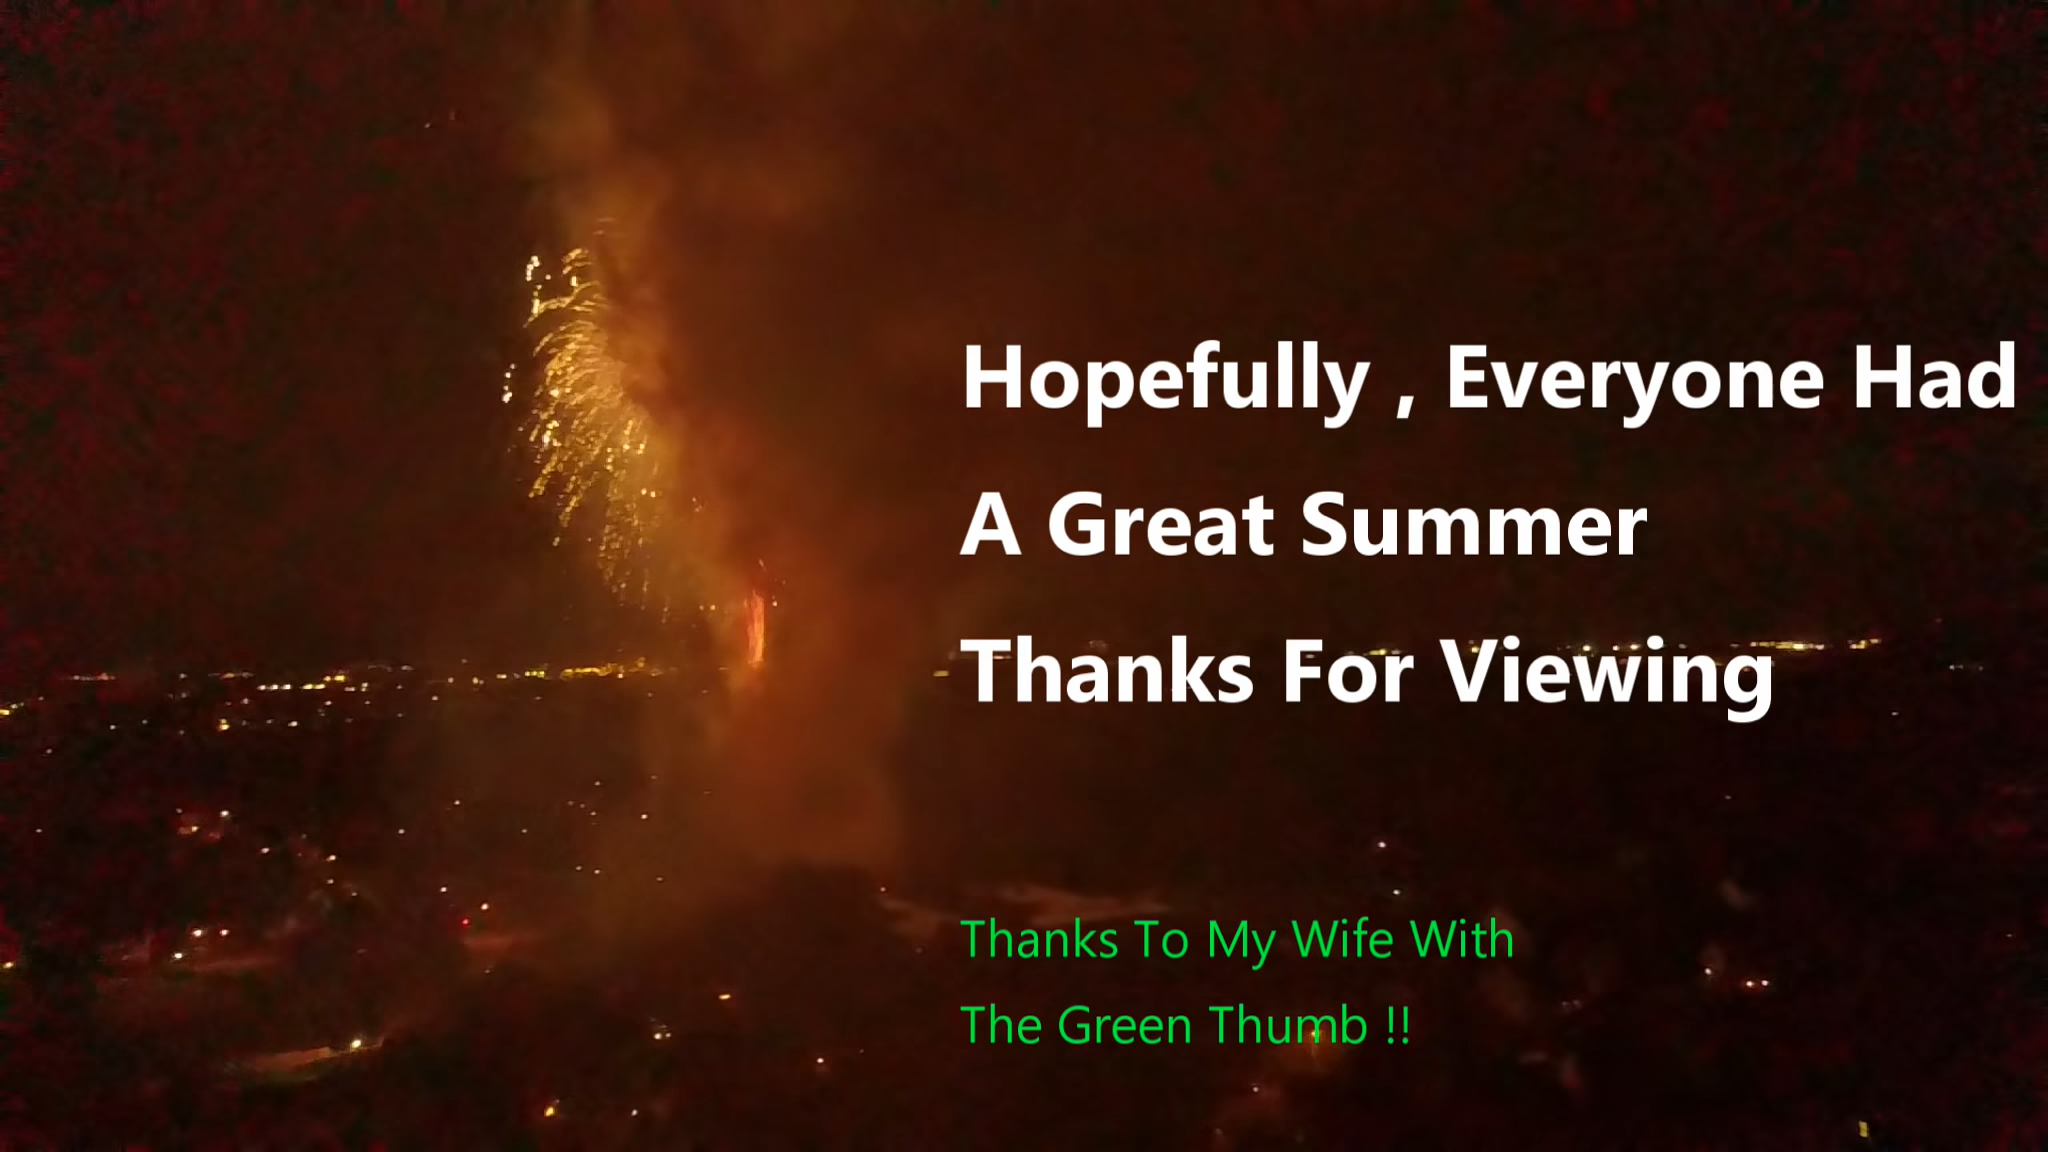 Hopefully , Everyone Had
A Great Summer
Thanks For Viewing
Thanks To My Wife With
The Green Thumb !!